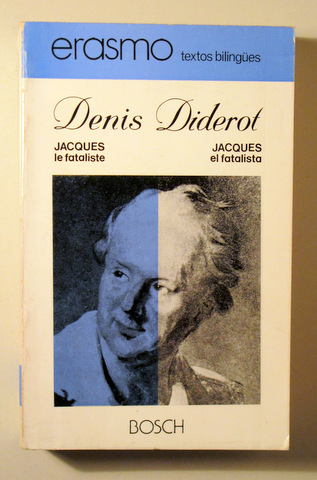 erasmo textos bilingües
Denis Diderot
JACQUES
le fataliste
JACQUES
el fatalista
BOSCH